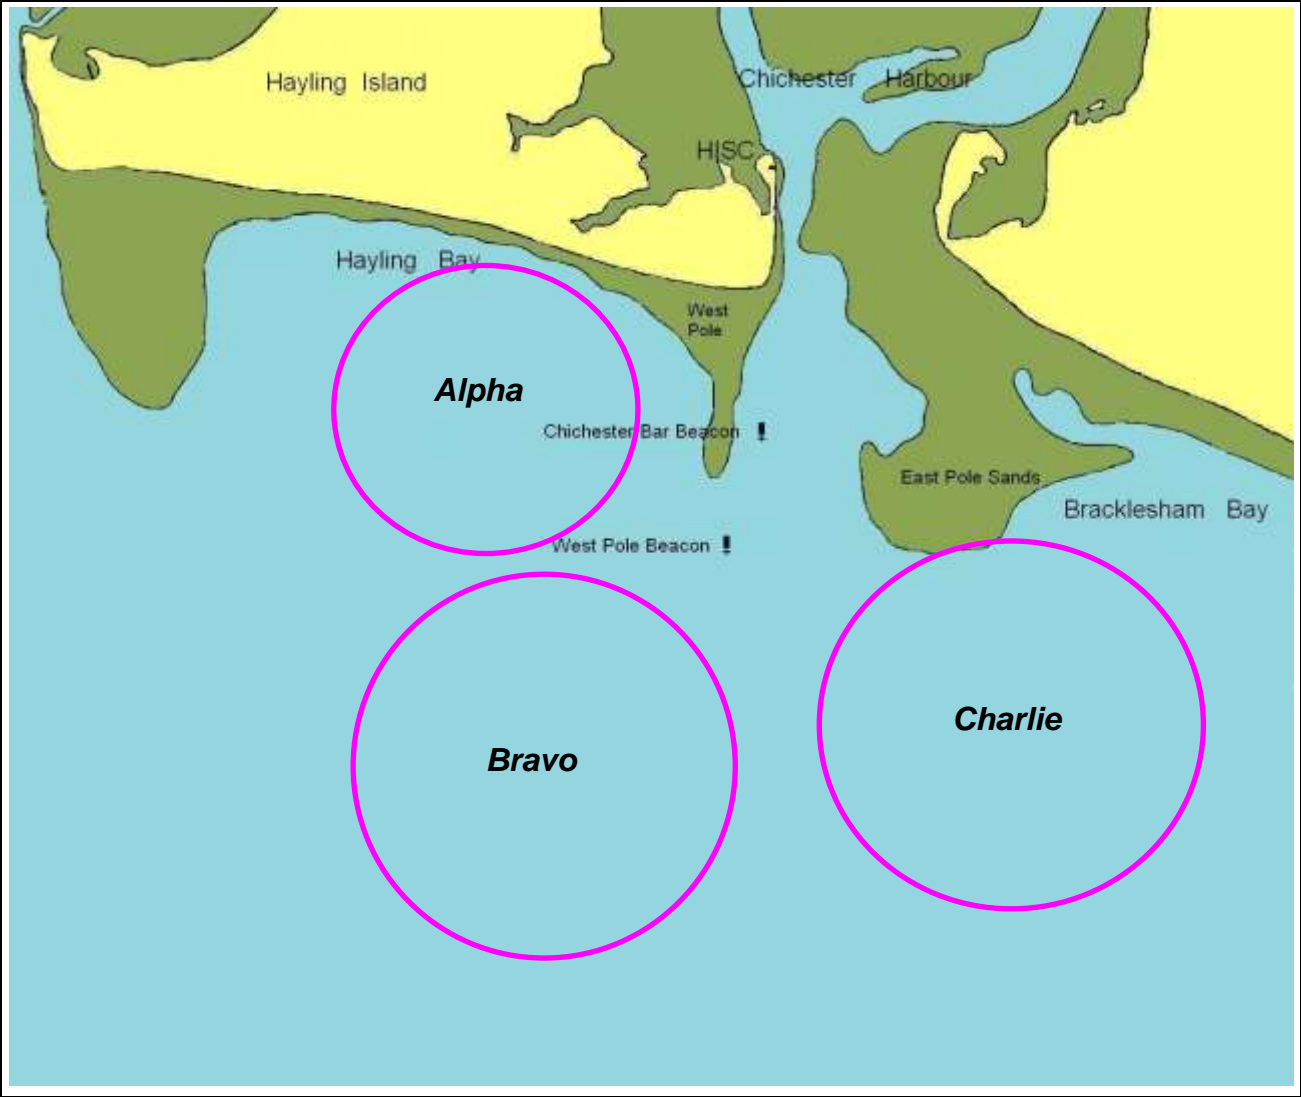 Hayling Island
Chichester Harbour
HISC
Hayling Bay
West
Pole
Alpha
Chichester Bar Beacon
East Pole Sands
Bracklesham Bay
West Pole Beacon
Charlie
Bravo